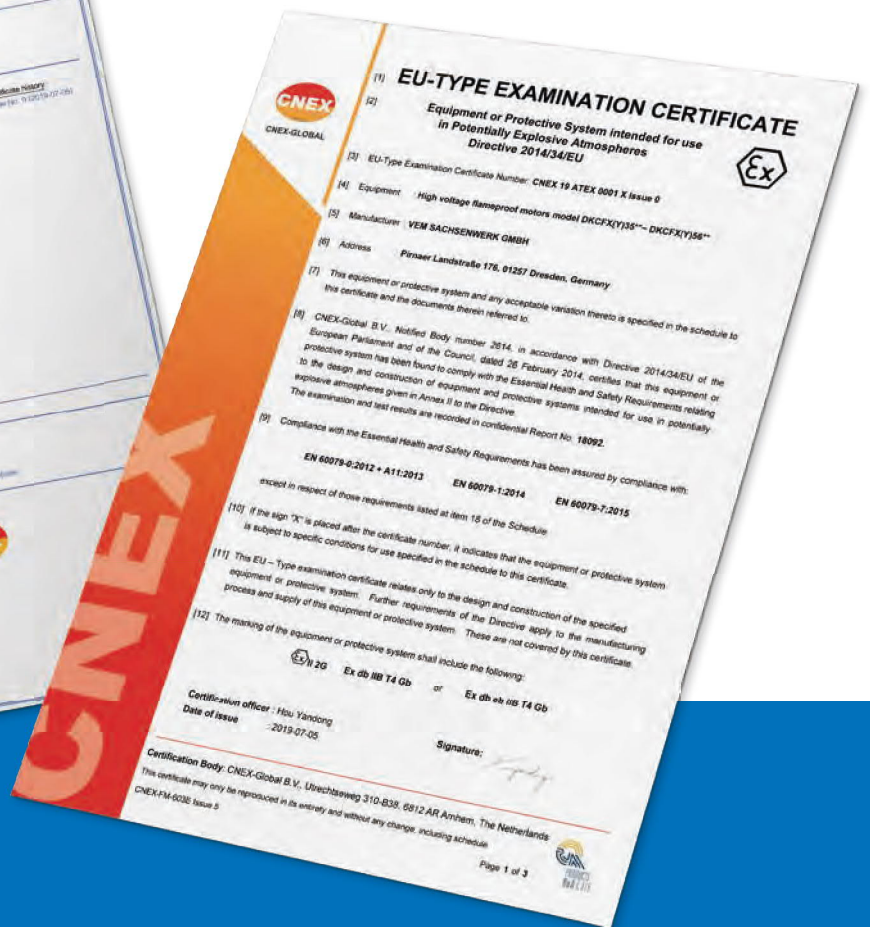 CNEX
CNEX-GLOBAL
[1] EU-TYPE EXAMINATION CERTIFICATE
[2] Equipment or Protective System intended for use
in Potentially Explosive Atmospheres
Directive 2014/34/EU
Ex
[3] EU-Type Examination Certificate Number: CNEX 19 ATEX 0001 X Issue 0
[4] Equipment : High voltage flameproof motors model DKCFX(Y)35**– DKCFX(Y)56**
[5] Manufacturer : VEM SACHSENWERK GMBH
[6] Address Pirnaer Landstraße 176, 01257 Dresden, Germany
[7] This equipment or protective system and any acceptable variation thereto is specified in the schedule to
this certificate and the documents therein referred to.
[8] CNEX-Global B.V., Notified Body number 2614, in accordance with Directive 2014/34/EU of the
European Parliament and of the Council, dated 26 February 2014, certifies that this equipment or
protective system has been found to comply with the Essential Health and Safety Requirements relating
to the design and construction of equipment and protective systems intended for use in potentially
explosive atmospheres given in Annex II to the Directive.
The examination and test results are recorded in confidential Report No. 18092.
[9] Compliance with the Essential Health and Safety Requirements has been assured by compliance with:
EN 60079-0:2012 + A11:2013 EN 60079-1:2014 EN 60079-7:2015
except in respect of those requirements listed at item 18 of the Schedule
[10] If the sign "X" is placed after the certificate number, it indicates that the equipment or protective system
is subject to specific conditions for use specified in the schedule to this certificate.
[11] This EU – Type examination certificate relates only to the design and construction of the specified
equipment or protective system. Further requirements of the Directive apply to the manufacturing
process and supply of this equipment or protective system. These are not covered by this certificate.
[12] The marking of the equipment or protective system shall include the following:
Ex II 2G Ex db IIB T4 Gb or Ex db eb IIB T4 Gb
Certification officer : Hou Yandong
Date of issue : 2019-07-05
Signature:
Certification Body: CNEX-Global B.V., Utrechtseweg 310-B38, 6812 AR Arnhem, The Netherlands
This certificate may only be reproduced in its entirety and without any change, including schedule
CNEX-FM-603E Issue 5
Page 1 of 3
PRODUCTS
RvA C 615
CNEX